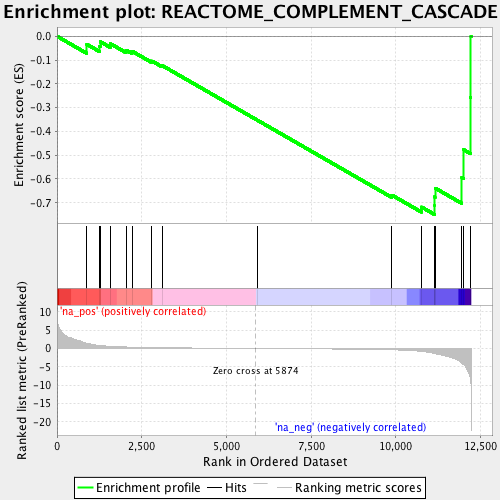 Enrichment plot: REACTOME_COMPLEMENT_CASCADE
Enrichment score (ES)
0.0
-0.1
-0.2
-0.3
-0.4
-0.5
-0.6
-0.7
'na_pos' (positively correlated)
Ranked list metric (PreRanked)
10
5
0
-5
-10
-15
-20
Zero cross at 5874
'na_neg' (negatively correlated)
0
2,500
5,000
7,500
10,000
12,500
Rank in Ordered Dataset
Enrichment profile
Hits
Ranking metric scores